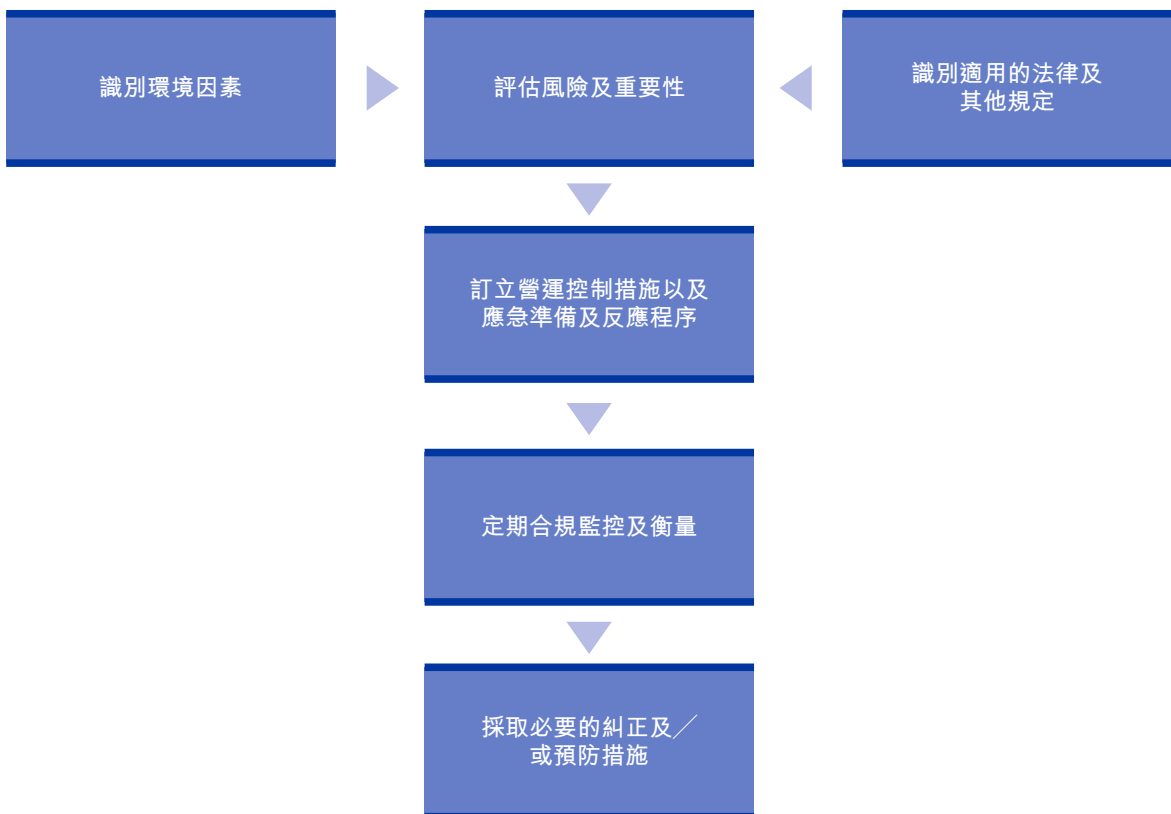 識別環境因素
評估風險及重要性
識別適用的法律及
其他規定
訂立營運控制措施以及
應急準備及反應程序
定期合規監控及衡量
採取必要的糾正及╱
或預防措施